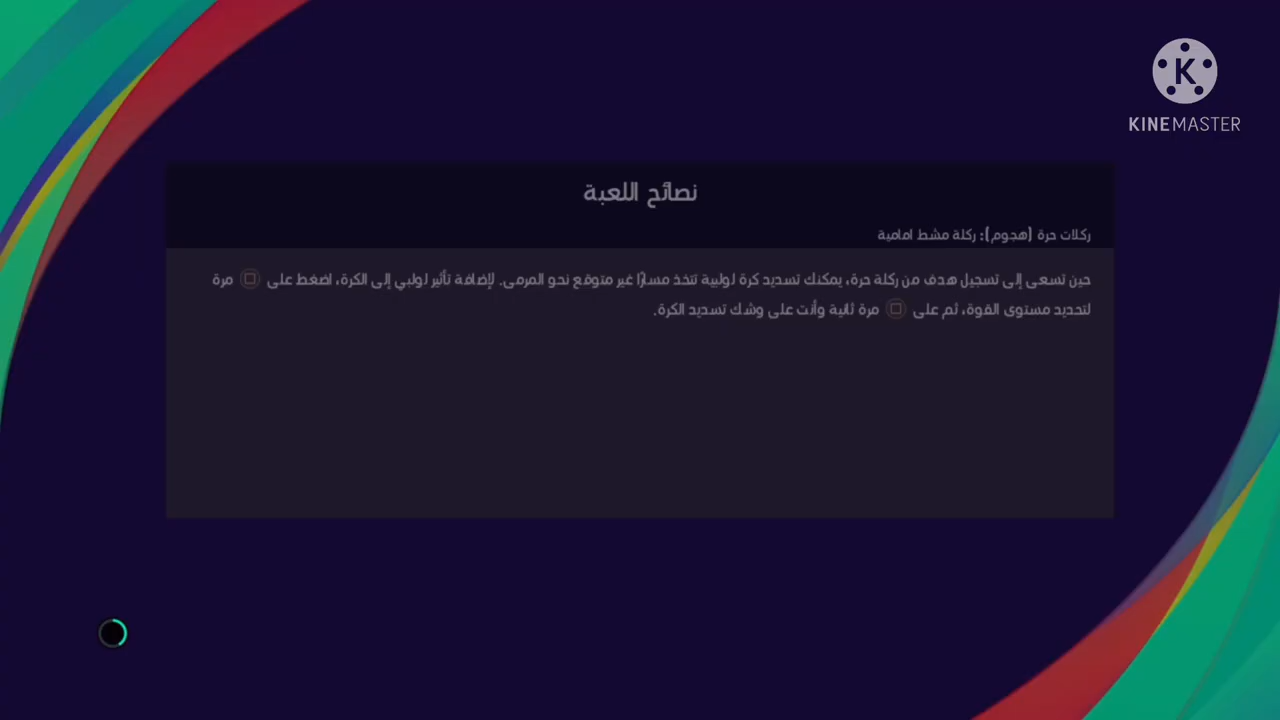 K
KINEMASTER
نصائح اللعبة
ركلات حرة (هجوم): ركلة مشط امامية
حين تسعى إلى تسجيل هدف من ركلة حرة، يمكنك تسديد كرة لولبية تتخذ مسارًا غير متوقع نحو المرمى. لإضافة تأثير لولبي إلى الكرة، اضغط على مرة
لتحديد مستوى القوة، ثم على مرة ثانية وأنت على وشك تسديد الكرة.